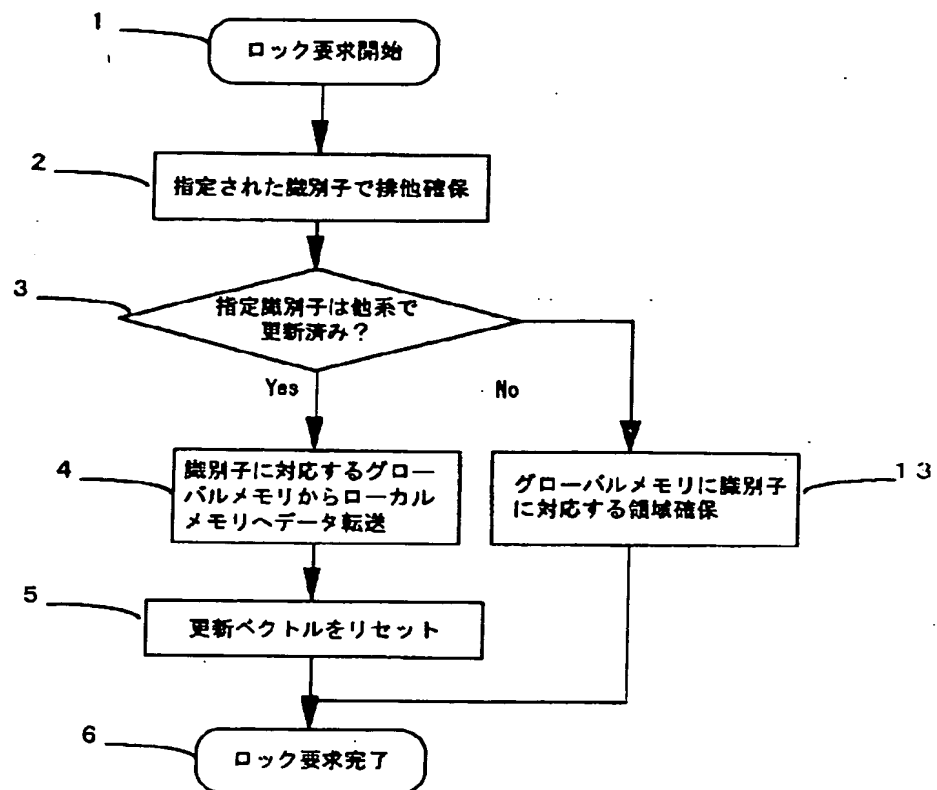 1
ロック要求開始
2
指定された識別子で排他確保
3
指定識別子は他系で
更新済み?
Yes
No
4
識別子に対応するグロー
バルメモリからローカル
メモリへデータ転送
グローバルメモリに識別子
に対応する領域確保
13
5
更新ベクトルをリセット
6
ロック要求完了